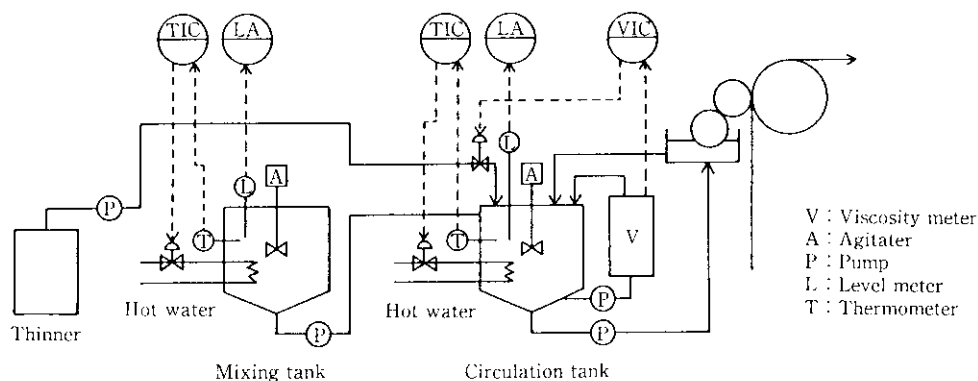 TIC LA TIC LA VIC
L
A
P
L
A
T
T
V
P
P
P
Hot water
Hot water
Thinner
Mixing tank
Circulation tank
V : Viscosity meter
A : Agitater
P : Pump
L : Level meter
T : Thermometer